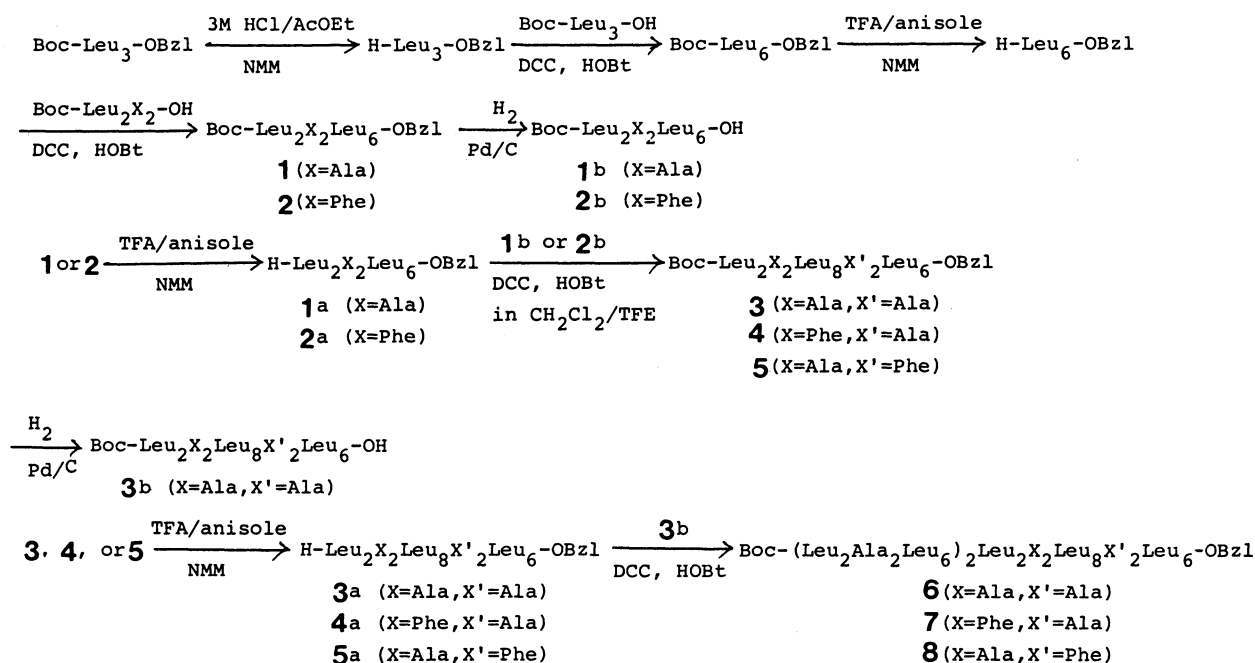 3M HCl/AcOEt Boc-Leu3-OH TFA/anisole
Boc-Leu3-OBzl → H-Leu3-OBzl → Boc-Leu6-OBzl → H-Leu6-OBzl
NMM DCC, HOBt NMM
Boc-Leu2X2-OH H2
→ Boc-Leu2X2Leu6-OBzl → Boc-Leu2X2Leu6-OH
DCC, HOBt Pd/C
1 (X=Ala) 1b (X=Ala)
2 (X=Phe) 2b (X=Phe)
TFA/anisole 1b or 2b
1 or 2 → H-Leu2X2Leu6-OBzl → Boc-Leu2X2Leu8X'2Leu6-OBzl
NMM DCC, HOBt
in CH2Cl2/TFE
1a (X=Ala) 3 (X=Ala,X'=Ala)
2a (X=Phe) 4 (X=Phe,X'=Ala)
5 (X=Ala,X'=Phe)
H2
→ Boc-Leu2X2Leu8X'2Leu6-OH
Pd/C
3b (X=Ala,X'=Ala)
TFA/anisole 3b
3, 4, or 5 → H-Leu2X2Leu8X'2Leu6-OBzl → Boc-(Leu2Ala2Leu6)2Leu2X2Leu8X'2Leu6-OBzl
NMM DCC, HOBt
3a (X=Ala,X'=Ala) 6 (X=Ala,X'=Ala)
4a (X=Phe,X'=Ala) 7 (X=Phe,X'=Ala)
5a (X=Ala,X'=Phe) 8 (X=Ala,X'=Phe)